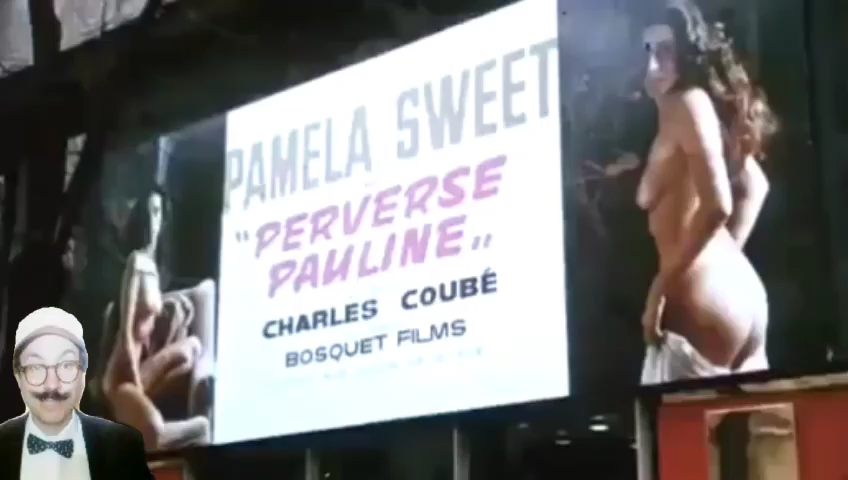 PAMELA SWEET
"PERVERSE
PAULINE"
CHARLES COUBÉ
BOSQUET FILMS